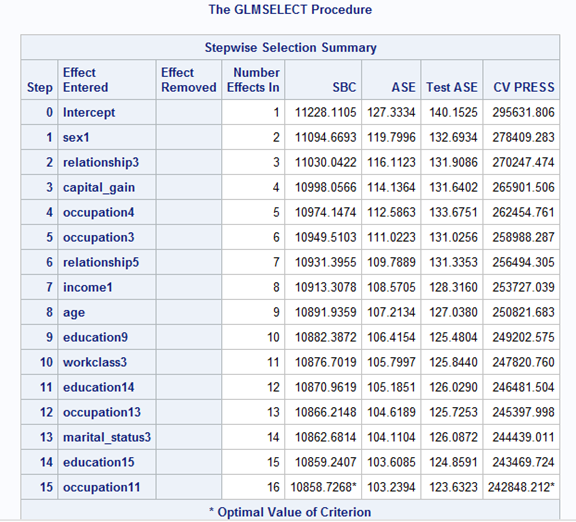 The GLMSELECT Procedure
Stepwise Selection Summary
Step Effect Entered Effect Removed Number Effects In SBC ASE Test ASE CV PRESS
0 Intercept 1 11228.1105 127.3334 140.1525 295631.806
1 sex1 2 11094.6693 119.7996 132.6934 278409.283
2 relationship3 3 11030.0422 116.1123 131.9086 270247.474
3 capital_gain 4 10998.0566 114.1364 131.6402 265901.506
4 occupation4 5 10974.1474 112.5863 133.6751 262454.761
5 occupation3 6 10949.5103 111.0223 131.0256 258988.287
6 relationship5 7 10931.3955 109.7889 131.3353 256494.305
7 income1 8 10913.3078 108.5705 128.3160 253727.039
8 age 9 10891.9359 107.2134 127.0380 250821.683
9 education9 10 10882.3872 106.4154 125.4804 249202.575
10 workclass3 11 10876.7019 105.7997 125.8440 247820.760
11 education14 12 10870.9619 105.1851 126.0290 246481.504
12 occupation13 13 10866.2148 104.6189 125.7253 245397.998
13 marital_status3 14 10862.6814 104.1104 126.0872 244439.011
14 education15 15 10859.2407 103.6085 124.8591 243469.724
15 occupation11 16 10858.7268* 103.2394 123.6323 242848.212*
* Optimal Value of Criterion